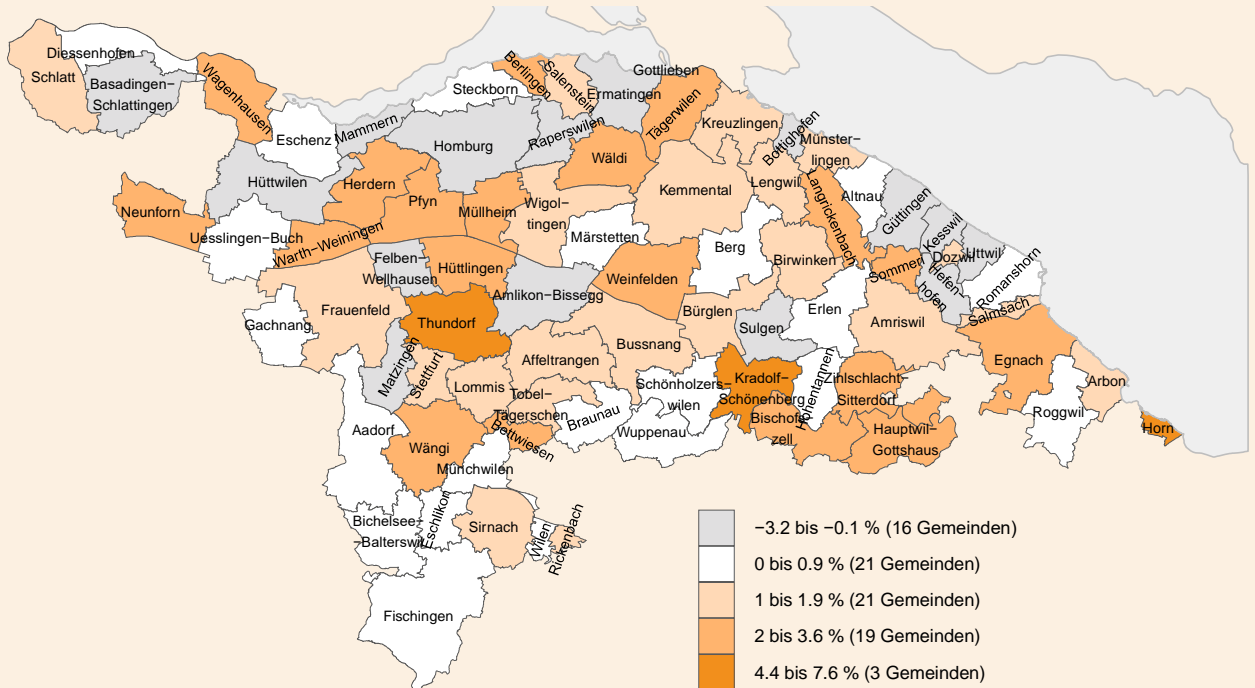 Diessenhofen
Schlatt
Basadingen−
Schlattingen
Wagenhausen
Eschenz
Mammern
Steckborn
Berlingen
Salenstein
Ermatingen
Gottlieben
Tägerwilen
Kreuzlingen
Bottighofen
Münster−
lingen
Homburg
Raperswilen
Wäldi
Hüttwilen
Herdern
Pfyn
Müllheim
Wigol−
tingen
Kemmental
Lengwil
Langrickenbach
Altnau
Güttingen
Kesswil
Dozwil
Uttwil
Romanshorn
Neunforn
Uesslingen−Buch
Warth−Weiningen
Felben−
Wellhausen
Hüttlingen
Märstetten
Berg
Birwinken
Sommeri
Hefen−
hofen
Salmsach
Amlikon−Bissegg
Weinfelden
Bürglen
Sulgen
Erlen
Amriswil
Gachnang
Frauenfeld
Thundorf
Matzingen
Stettfurt
Affeltrangen
Bussnang
Lommis
Tobel−
Tägerschen
Braunau
Schönholzers−
wilen
Wuppenau
Kradolf−
Schönenberg
Bischofs−
zell
Hohentannen
Zihlschlacht−
Sitterdorf
Hauptwil−
Gottshaus
Egnach
Arbon
Roggwil
Horn
Aadorf
Wängi
Bettwiesen
Münchwilen
Bichelsee−
−Balterswil
Eschlikon
Sirnach
Wilen
Rickenbach
Fischingen
−3.2 bis −0.1 % (16 Gemeinden)
0 bis 0.9 % (21 Gemeinden)
1 bis 1.9 % (21 Gemeinden)
2 bis 3.6 % (19 Gemeinden)
4.4 bis 7.6 % (3 Gemeinden)